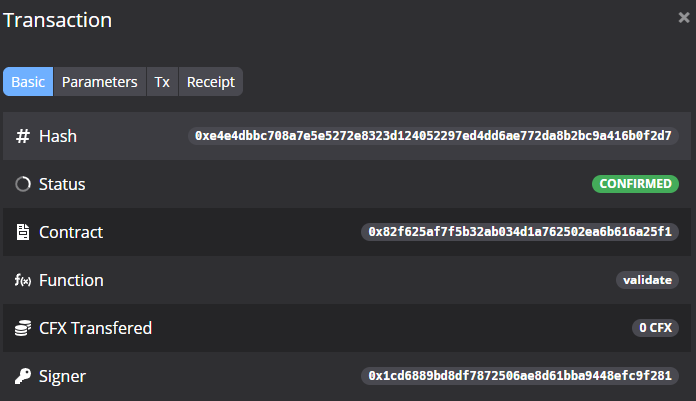 Transaction
Basic Parameters Tx Receipt
Hash 0xe4e4dbbc708a7e5e5272e8323d124052297ed4dd6ae772da8b2bc9a416b0f2d7
Status CONFIRMED
Contract 0x82f625af7f5b32ab034d1a762502ea6b616a25f1
Function validate
CFX Transfered 0 CFX
Signer 0x1cd6889bd8df7872506ae8d61bba9448efc9f281